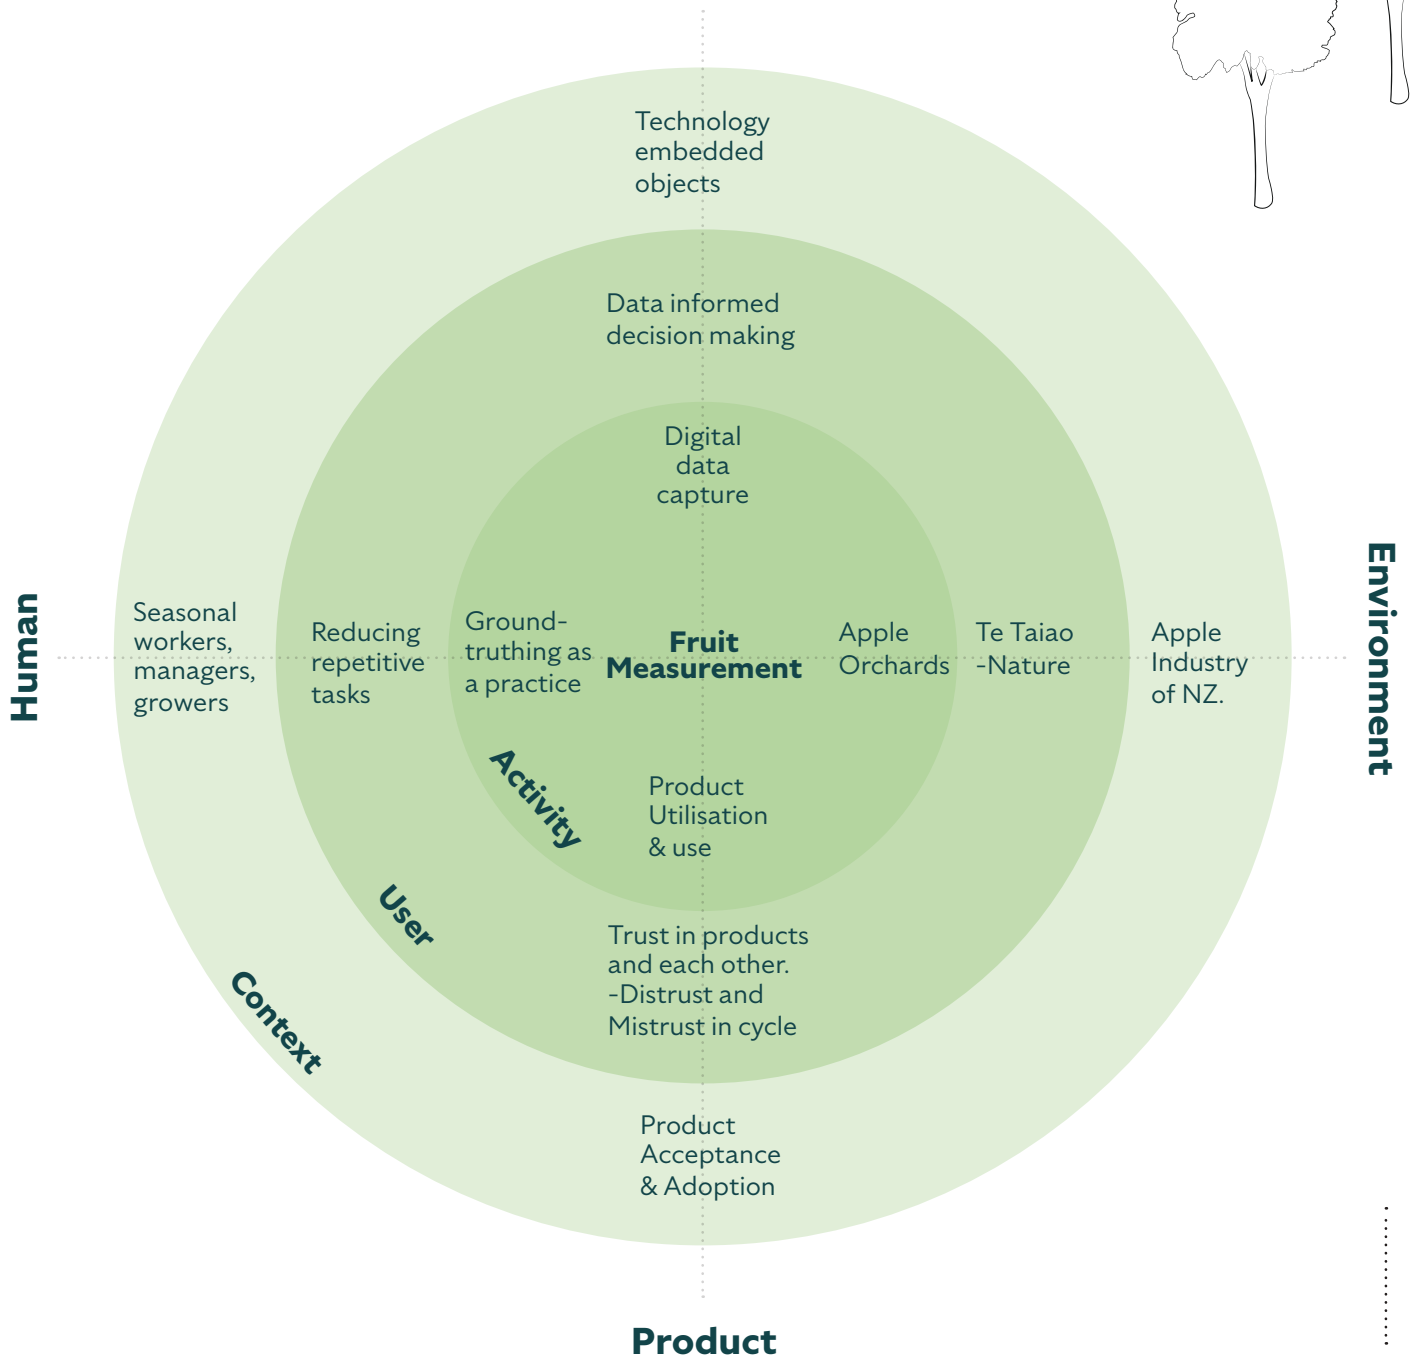 Technology
embedded
objects
Data informed
decision making
Digital
data
capture
Human
Seasonal
workers,
managers,
growers
Reducing
repetitive
tasks
Ground-
truthing as
a practice
Fruit
Measurement
Apple
Orchards
Te Taiao
-Nature
Apple
Industry
of NZ.
Environment
Activity
Product
Utilisation
& use
User
Trust in products
and each other.
-Distrust and
Mistrust in cycle
Context
Product
Acceptance
& Adoption
Product